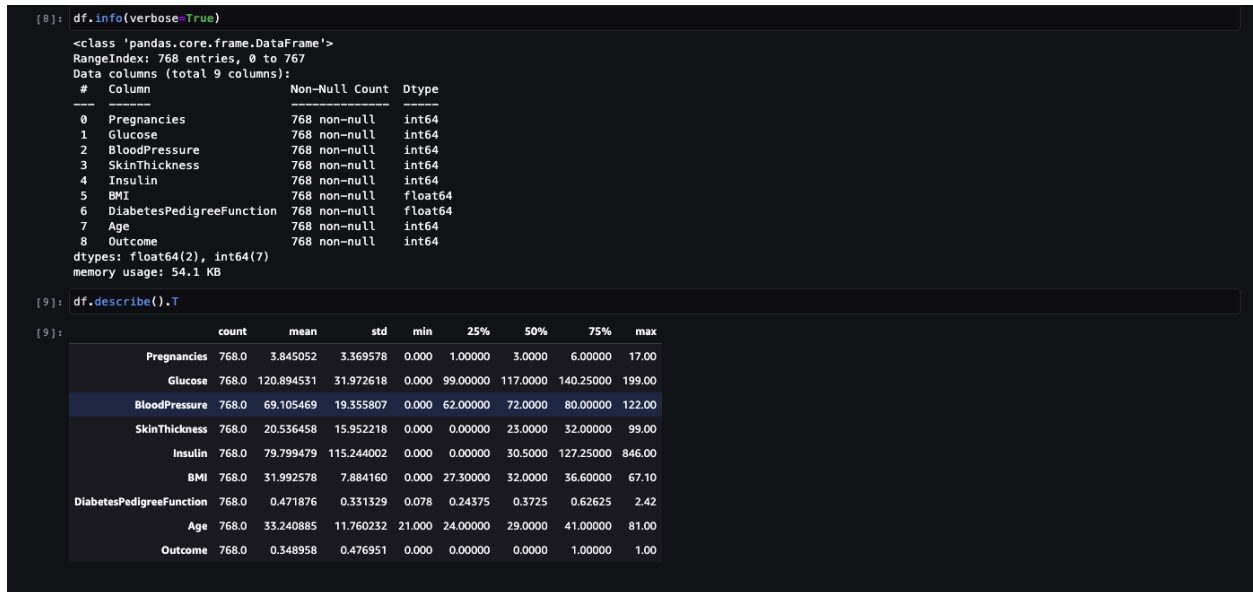 [8]: df.info(verbose=True)
<class 'pandas.core.frame.DataFrame'>
RangeIndex: 768 entries, 0 to 767
Data columns (total 9 columns):
 #   Column                    Non-Null Count  Dtype
---  ------                    --------------  -----
 0   Pregnancies               768 non-null    int64
 1   Glucose                   768 non-null    int64
 2   BloodPressure             768 non-null    int64
 3   SkinThickness             768 non-null    int64
 4   Insulin                   768 non-null    int64
 5   BMI                       768 non-null    float64
 6   DiabetesPedigreeFunction  768 non-null    float64
 7   Age                       768 non-null    int64
 8   Outcome                   768 non-null    int64
dtypes: float64(2), int64(7)
memory usage: 54.1 KB
[9]: df.describe().T
[9]: count mean std min 25% 50% 75% max
Pregnancies 768.0 3.845052 3.369578 0.000 1.00000 3.0000 6.00000 17.00
Glucose 768.0 120.894531 31.972618 0.000 99.00000 117.0000 140.25000 199.00
BloodPressure 768.0 69.105469 19.355807 0.000 62.00000 72.0000 80.00000 122.00
SkinThickness 768.0 20.536458 15.952218 0.000 0.00000 23.0000 32.00000 99.00
Insulin 768.0 79.799479 115.244002 0.000 0.00000 30.5000 127.25000 846.00
BMI 768.0 31.992578 7.884160 0.000 27.30000 32.0000 36.60000 67.10
DiabetesPedigreeFunction 768.0 0.471876 0.331329 0.078 0.24375 0.3725 0.62625 2.42
Age 768.0 33.240885 11.760232 21.000 24.00000 29.0000 41.00000 81.00
Outcome 768.0 0.348958 0.476951 0.000 0.00000 0.0000 1.00000 1.00